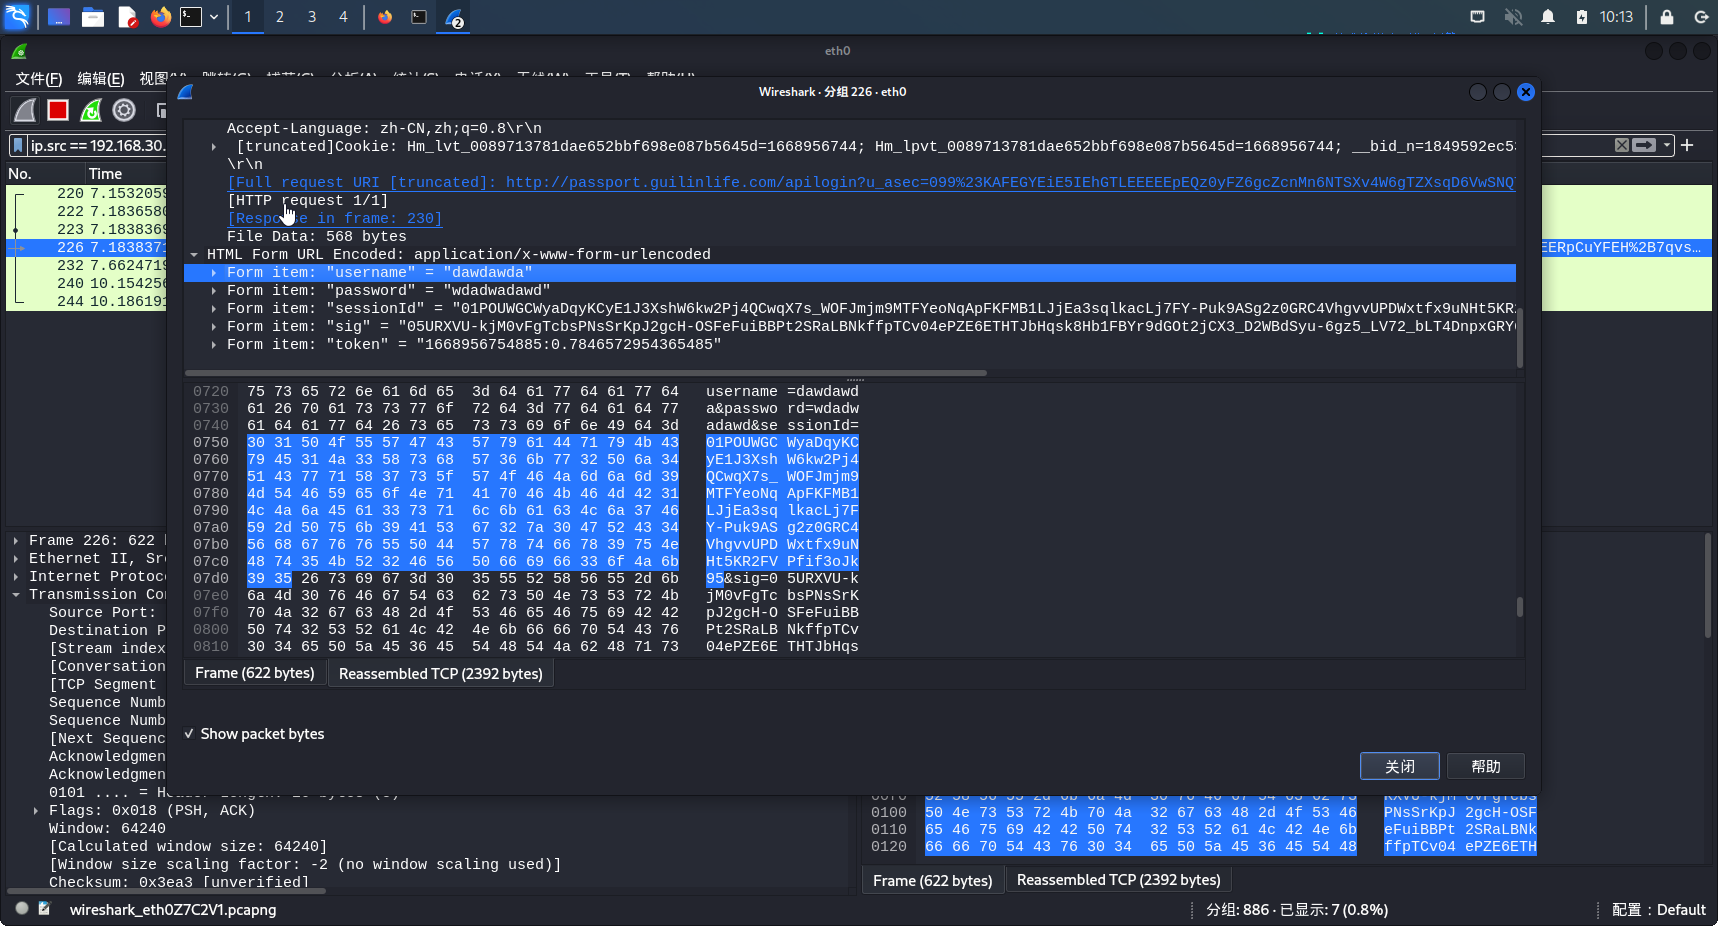 1 2 3 4
2
10:13
eth0
文件(F) 编辑(E)
Wireshark · 分组 226 · eth0
ip.src == 192.168.30.
No. Time
220 7.1532059
222 7.1836580
223 7.1838369
226 7.1838371
EERpCuYFEH%2B7qvs…
232 7.6624719
240 10.154256
244 10.186191
Accept-Language: zh-CN,zh;q=0.8\r\n
[truncated]Cookie: Hm_lvt_0089713781dae652bbf698e087b5645d=1668956744; Hm_lpvt_0089713781dae652bbf698e087b5645d=1668956744; __bid_n=1849592ec5
\r\n
[Full request URI [truncated]: http://passport.guilinlife.com/apilogin?u_asec=099%23KAFEGYEiE5IEhGTLEEEEEpEQz0yFZ6gcZcnMn6NTSXv4W6gTZXsqD6VwSNQ
[HTTP request 1/1]
[Response in frame: 230]
File Data: 568 bytes
HTML Form URL Encoded: application/x-www-form-urlencoded
Form item: "username" = "dawdawda"
Form item: "password" = "wdadwadawd"
Form item: "sessionId" = "01POUWGCWyaDqyKCyE1J3XshW6kw2Pj4QCwqX7s_WOFJmjm9MTFYeoNqApFKFMB1LJjEa3sqlkacLj7FY-Puk9ASg2z0GRC4VhgvvUPDWxtfx9uNHt5KR
Form item: "sig" = "05URXVU-kjM0vFgTcbsPNsSrKpJ2gcH-OSFeFuiBBPt2SRaLBNkffpTCv04ePZE6ETHTJbHqsk8Hb1FBYr9dGOt2jCX3_D2WBdSyu-6gz5_LV72_bLT4DnpxGRY
Form item: "token" = "1668956754885:0.7846572954365485"
0720 75 73 65 72 6e 61 6d 65 3d 64 61 77 64 61 77 64 username =dawdawd
0730 61 26 70 61 73 73 77 6f 72 64 3d 77 64 61 64 77 a&passwo rd=wdadw
0740 61 64 61 77 64 26 73 65 73 73 69 6f 6e 49 64 3d adawd&se ssionId=
0750 30 31 50 4f 55 57 47 43 57 79 61 44 71 79 4b 43 01POUWGC WyaDqyKC
0760 79 45 31 4a 33 58 73 68 57 36 6b 77 32 50 6a 34 yE1J3Xsh W6kw2Pj4
0770 51 43 77 71 58 37 73 5f 57 4f 46 4a 6d 6a 6d 39 QCwqX7s_ WOFJmjm9
0780 4d 54 46 59 65 6f 4e 71 41 70 46 4b 46 4d 42 31 MTFYeoNq ApFKFMB1
0790 4c 4a 6a 45 61 33 73 71 6c 6b 61 63 4c 6a 37 46 LJjEa3sq lkacLj7F
07a0 59 2d 50 75 6b 39 41 53 67 32 7a 30 47 52 43 34 Y-Puk9AS g2z0GRC4
07b0 56 68 67 76 76 55 50 44 57 78 74 66 78 39 75 4e VhgvvUPD Wxtfx9uN
07c0 48 74 35 4b 52 32 46 56 50 66 69 66 33 6f 4a 6b Ht5KR2FV Pfif3oJk
07d0 39 35 26 73 69 67 3d 30 35 55 52 58 56 55 2d 6b 95&sig=0 5URXVU-k
07e0 6a 4d 30 76 46 67 54 63 62 73 50 4e 73 53 72 4b jM0vFgTc bsPNsSrK
07f0 70 4a 32 67 63 48 2d 4f 53 46 65 46 75 69 42 42 pJ2gcH-O SFeFuiBB
0800 50 74 32 53 52 61 4c 42 4e 6b 66 66 70 54 43 76 Pt2SRaLB NkffpTCv
0810 30 34 65 50 5a 45 36 45 54 48 54 4a 62 48 71 73 04ePZE6E THTJbHqs
Frame (622 bytes) Reassembled TCP (2392 bytes)
Show packet bytes
关闭 帮助
Frame 226: 622
Ethernet II, Src
Internet Protoco
Transmission Con
Source Port:
Destination P
[Stream index
[Conversation
[TCP Segment
Sequence Numb
Sequence Numb
[Next Sequenc
Acknowledgmen
Acknowledgmen
0101 .... =
Flags: 0x018 (PSH, ACK)
Window: 64240
[Calculated window size: 64240]
[Window size scaling factor: -2 (no window scaling used)]
Checksum: 0x3ea3 [unverified]
0100 50 4e 73 53 72 4b 70 4a 32 67 63 48 2d 4f 53 46 PNsSrKpJ 2gcH-OSF
0110 65 46 75 69 42 42 50 74 32 53 52 61 4c 42 4e 6b eFuiBBPt 2SRaLBNk
0120 66 66 70 54 43 76 30 34 65 50 5a 45 36 45 54 48 ffpTCv04 ePZE6ETH
Frame (622 bytes) Reassembled TCP (2392 bytes)
wireshark_eth0Z7C2V1.pcapng
分组: 886 · 已显示: 7 (0.8%)
配置：Default